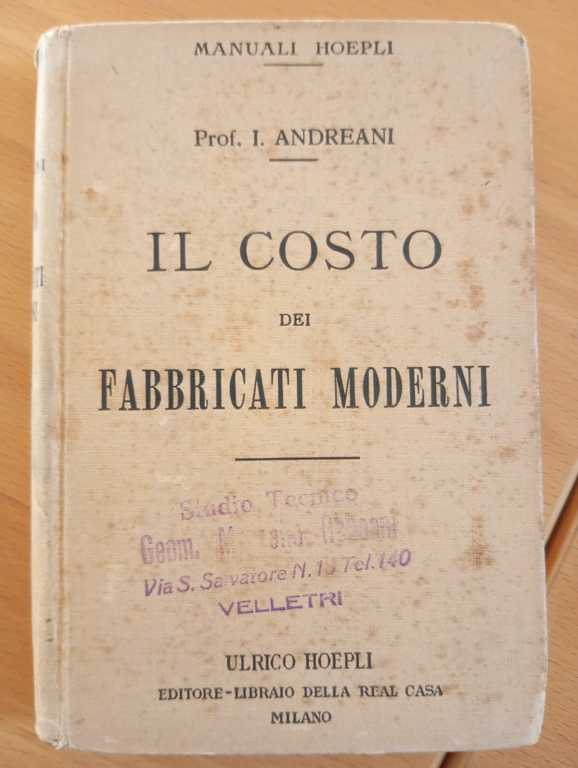 MANUALI HOEPLI
Prof. I. ANDREANI
IL COSTO
DEI
FABBRICATI MODERNI
Studio Tecnico
Geom.
Via S. Salvatore N. 13 Tel. 140
VELLETRI
ULRICO HOEPLI
EDITORE-LIBRAIO DELLA REAL CASA
MILANO